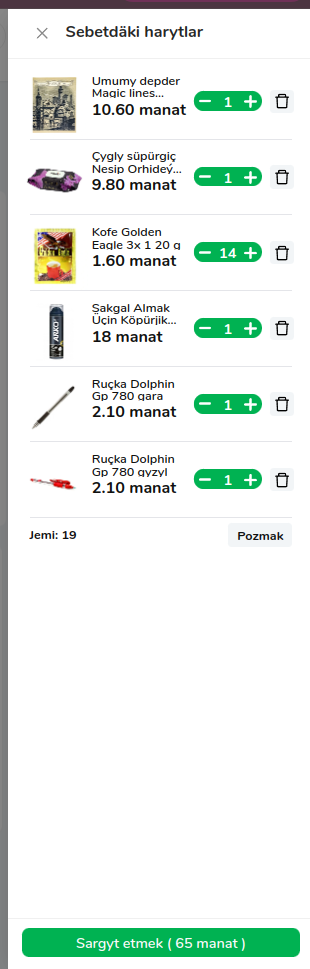 Sebetdäki harytlar
Umumy depder
Magic lines...
10.60 manat
1
Çygly süpürgiç
Nesip Orhideý...
9.80 manat
1
Kofe Golden
Eagle 3x 1 20 g
1.60 manat
14
Sakgal Almak
Üçin Köpürjik...
18 manat
1
ARKO
Ruçka Dolphin
Gp 780 gara
2.10 manat
1
Ruçka Dolphin
Gp 780 gyzyl
2.10 manat
1
Jemi: 19
Pozmak
Sargyt etmek ( 65 manat )